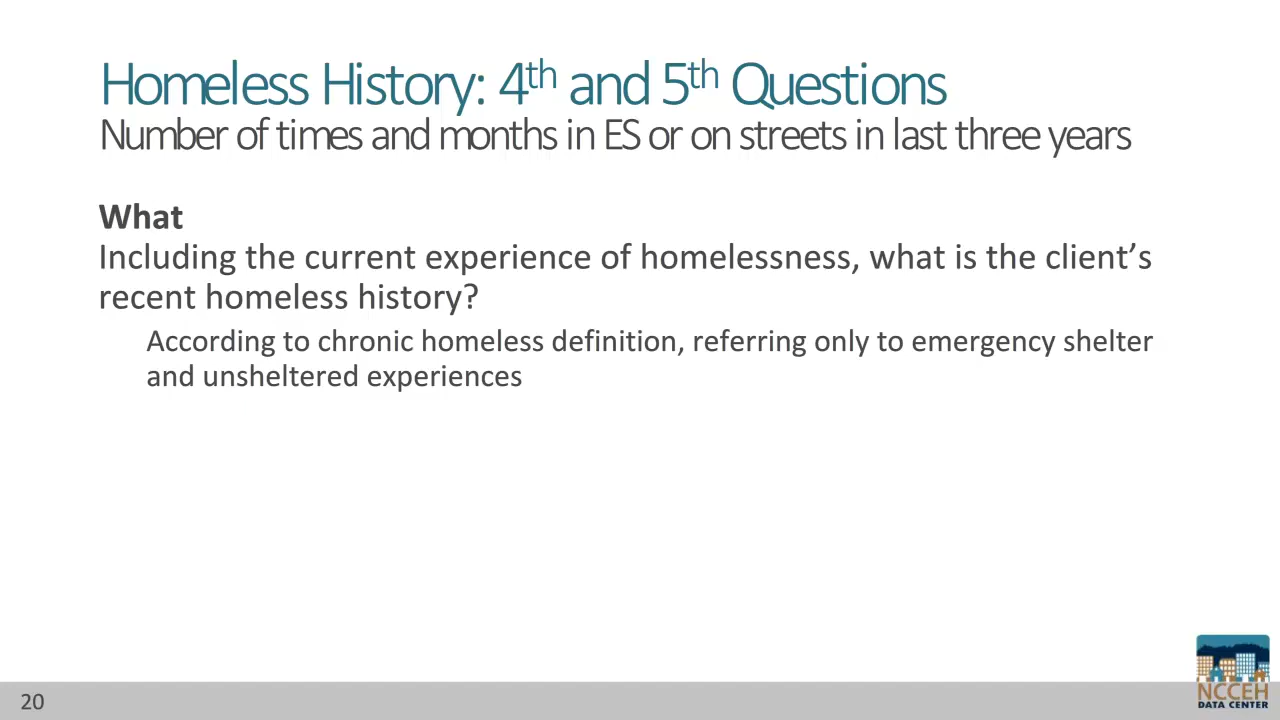 Homeless History: 4th and 5th Questions
Number of times and months in ES or on streets in last three years
What
Including the current experience of homelessness, what is the client’s
recent homeless history?
According to chronic homeless definition, referring only to emergency shelter
and unsheltered experiences
20
NCCEH
DATA CENTER